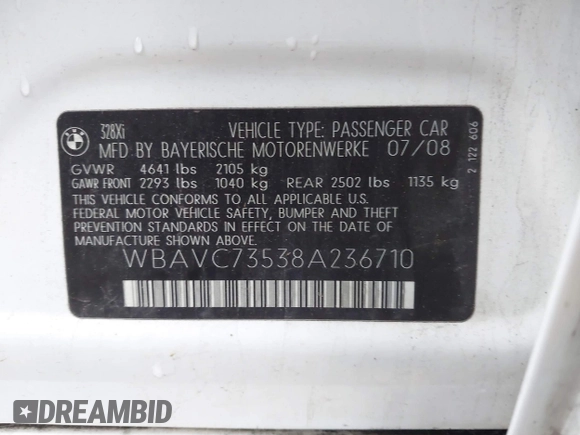 BMW
328Xi
VEHICLE TYPE: PASSENGER CAR
MFD BY BAYERISCHE MOTORENWERKE 07/08
GVWR 4641 lbs 2105 kg
GAWR FRONT 2293 lbs 1040 kg REAR 2502 lbs 1135 kg
THIS VEHICLE CONFORMS TO ALL APPLICABLE U.S.
FEDERAL MOTOR VEHICLE SAFETY, BUMPER AND THEFT
PREVENTION STANDARDS IN EFFECT ON THE DATE OF
MANUFACTURE SHOWN ABOVE.
WBAVC73538A236710
2 122 606
DREAMBID
DREAMBID